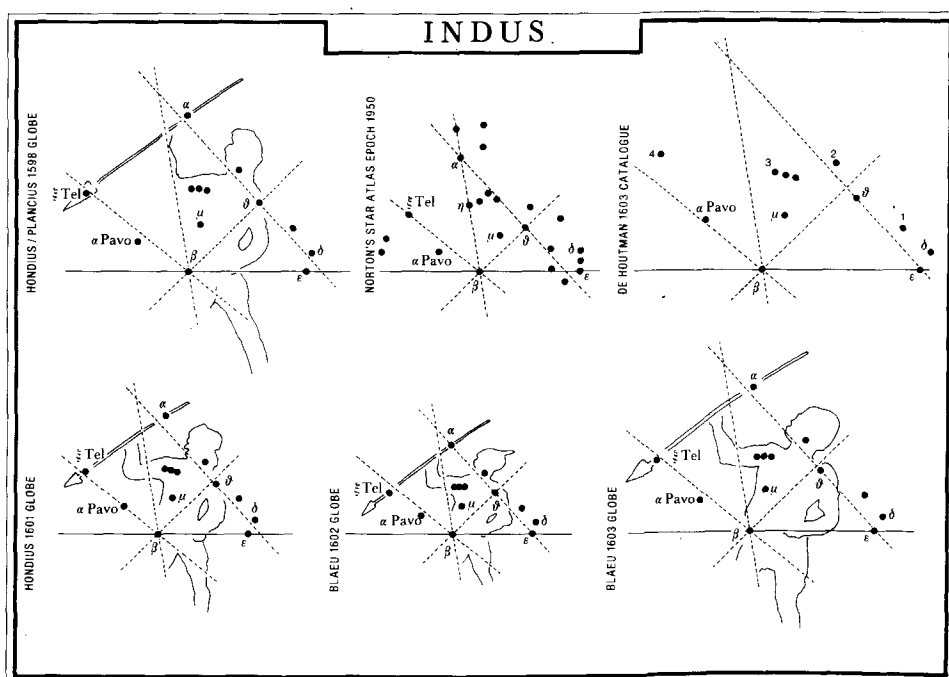 INDUS
HONDIUS / PLANCIUS 1598 GLOBE
α
ξ Tel
α Pavo
μ
ϑ
β
δ
ε
NORTON'S STAR ATLAS EPOCH 1950
α
ξ Tel
η
α Pavo
μ
ϑ
β
δ
ε
DE HOUTMAN 1603 CATALOGUE
4
3
2
α Pavo
μ
ϑ
1
δ
β
ε
HONDIUS 1601 GLOBE
α
ξ Tel
α Pavo
μ
ϑ
β
δ
ε
BLAEU 1602 GLOBE
α
ξ Tel
α Pavo
μ
ϑ
β
δ
ε
BLAEU 1603 GLOBE
α
ξ Tel
α Pavo
μ
ϑ
β
δ
ε